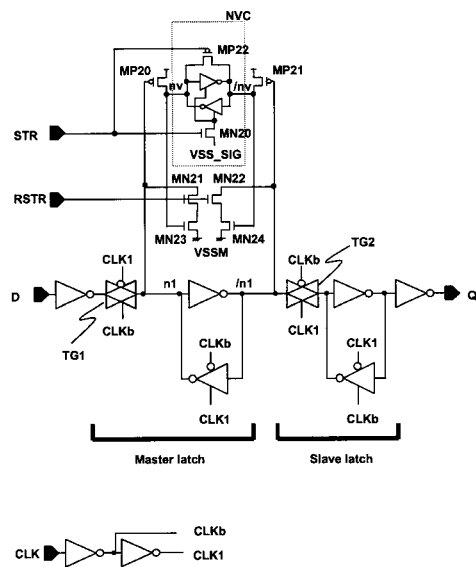 NVC
MP22
MP20
nv
/nv
MP21
STR
MN20
VSS_SIG
RSTR
MN21
MN22
MN23
VSSM
MN24
TG2
CLK1
CLKb
D
n1
/n1
Q
CLKb
CLK1
TG1
CLKb
CLK1
CLK1
CLKb
Master latch
Slave latch
CLKb
CLK
CLK1